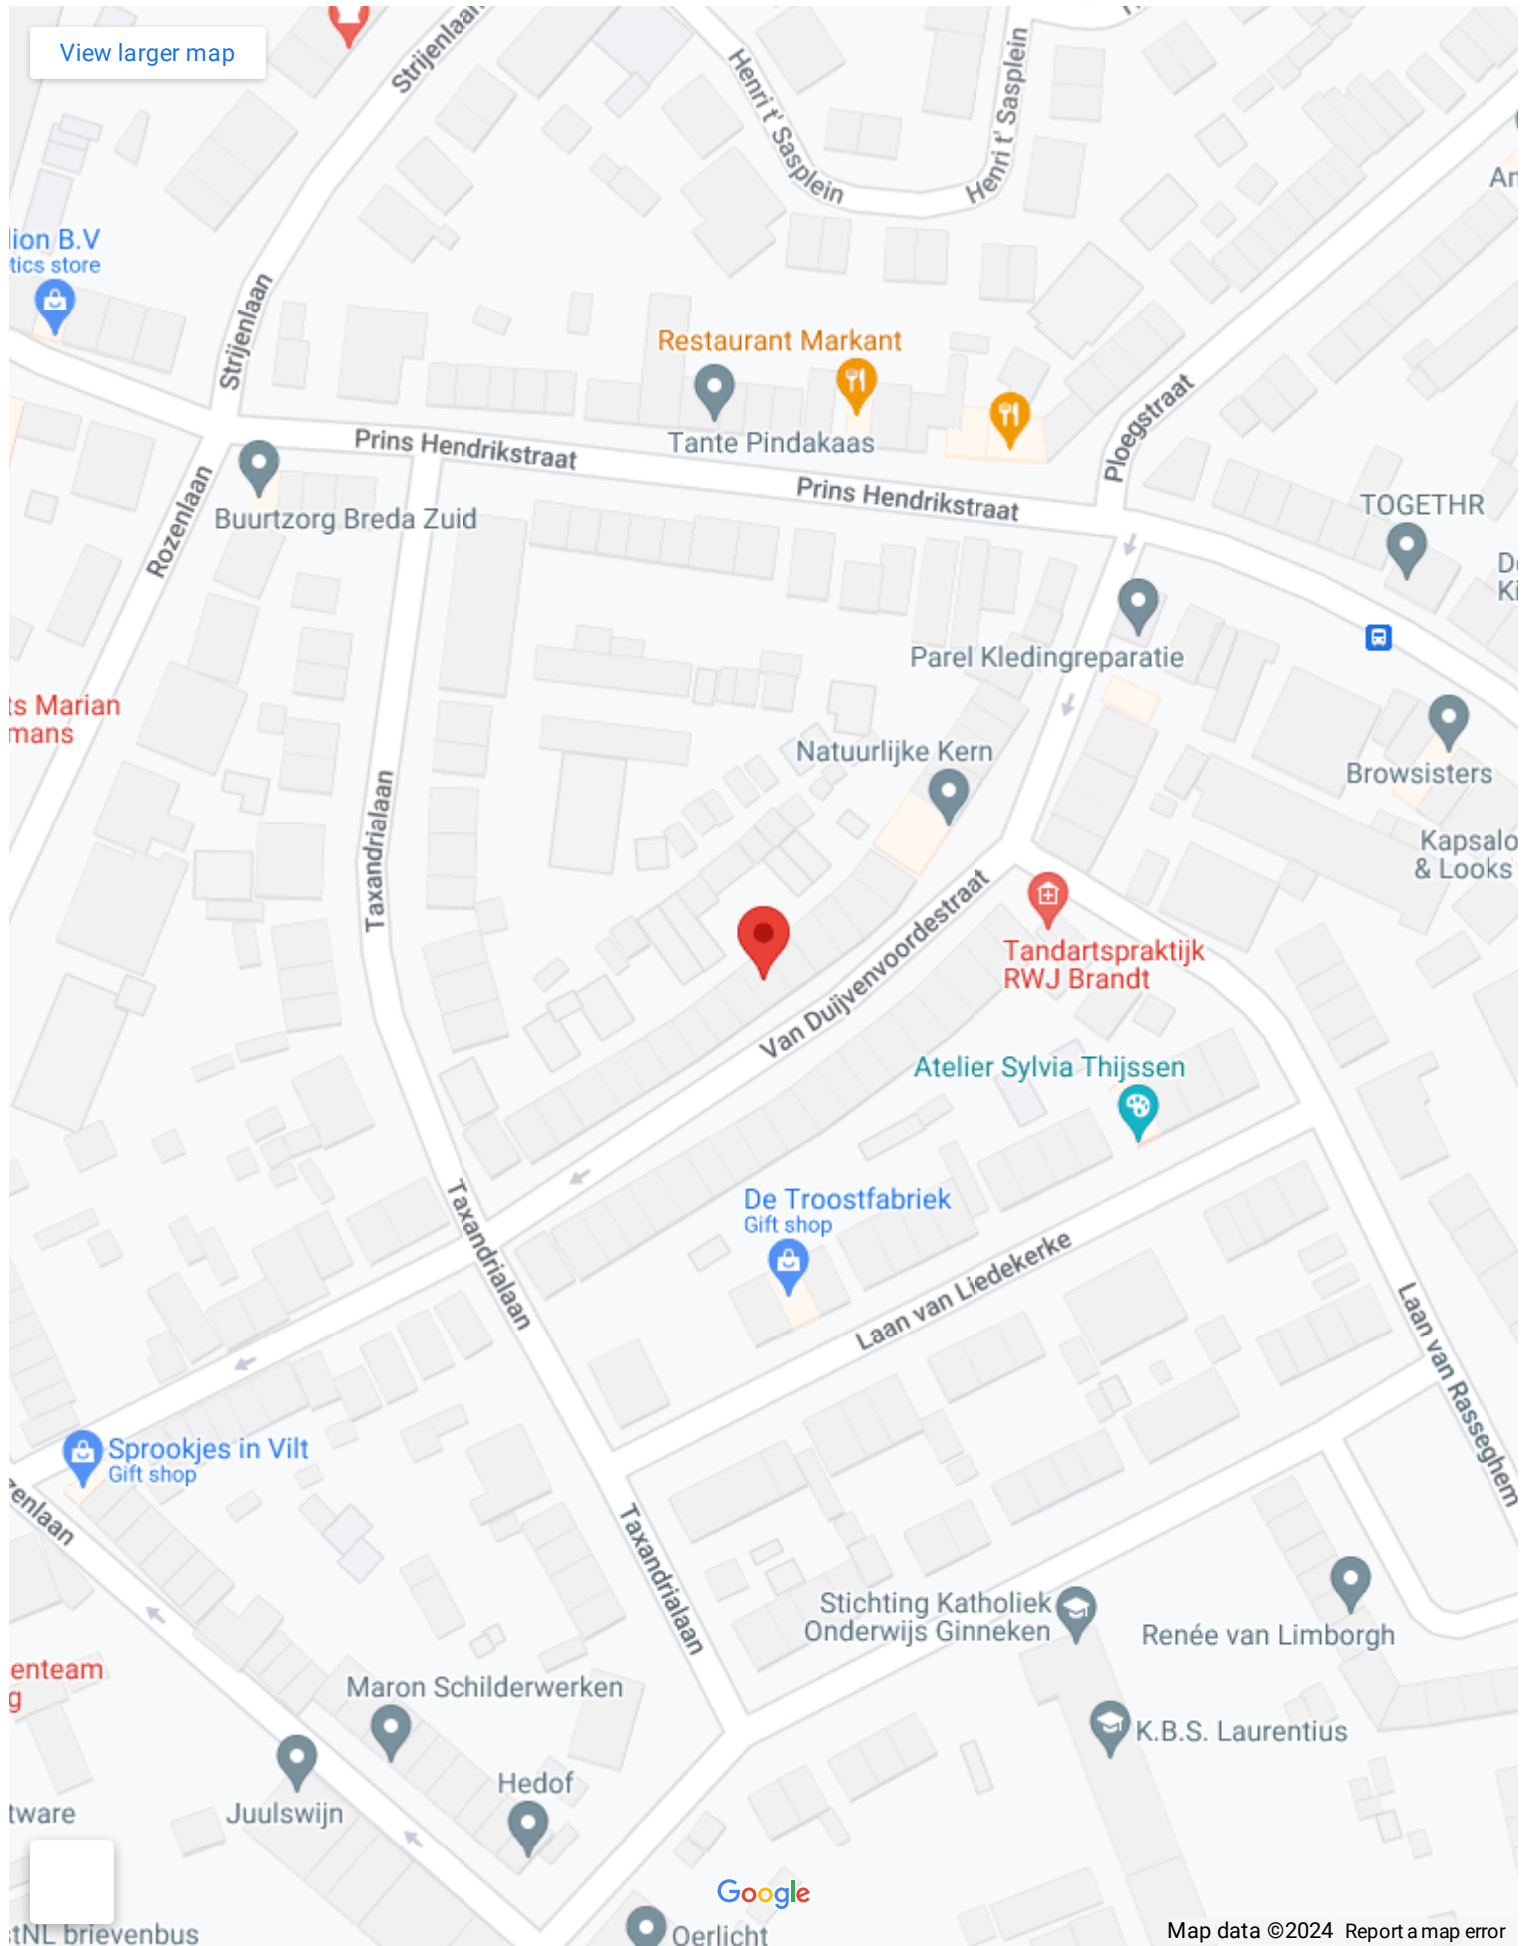 View larger map
Strijenlaan
Henri t' Sasplein
Henri t' Sasplein
lion B.V
tics store
Strijenlaan
Restaurant Markant
Tante Pindakaas
Ploegstraat
Prins Hendrikstraat
Prins Hendrikstraat
Rozenlaan
Buurtzorg Breda Zuid
TOGETHR
Parel Kledingreparatie
ts Marian
mans
Natuurlijke Kern
Browsisters
Taxandrialaan
Kapsalo
& Looks
Van Duijvenvoordestraat
Tandartspraktijk
RWJ Brandt
Atelier Sylvia Thijssen
De Troostfabriek
Gift shop
Taxandrialaan
Laan van Liedekerke
Laan van Rasseghem
Sprookjes in Vilt
Gift shop
zenlaan
Taxandrialaan
Stichting Katholiek
Onderwijs Ginneken
Renée van Limborgh
enteam
g
Maron Schilderwerken
K.B.S. Laurentius
Hedof
Juulswijn
tware
Google
stNL brievenbus
Oerlicht
Map data ©2024 Report a map error